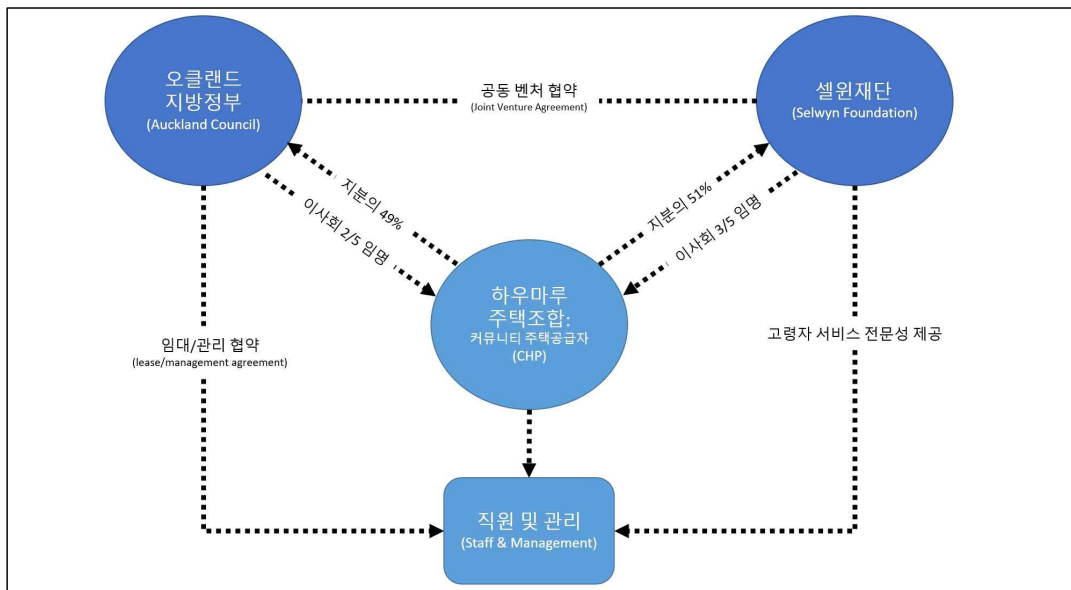 오클랜드
지방정부
(Auckland Council)
공동 벤처 협약
(Joint Venture Agreement)
셀윈재단
(Selwyn Foundation)
지분의 49%
이사회 2/5 임명
지분의 51%
이사회 3/5 임명
하우마루
주택조합:
커뮤니티 주택공급자
(CHP)
임대/관리 협약
(lease/management agreement)
고령자 서비스 전문성 제공
직원 및 관리
(Staff & Management)